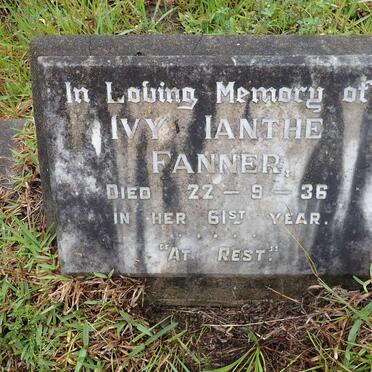 In Loving Memory of
IVY IANTHE
FANNER,
DIED 22-9-36
IN HER 61ST YEAR.
"AT REST."